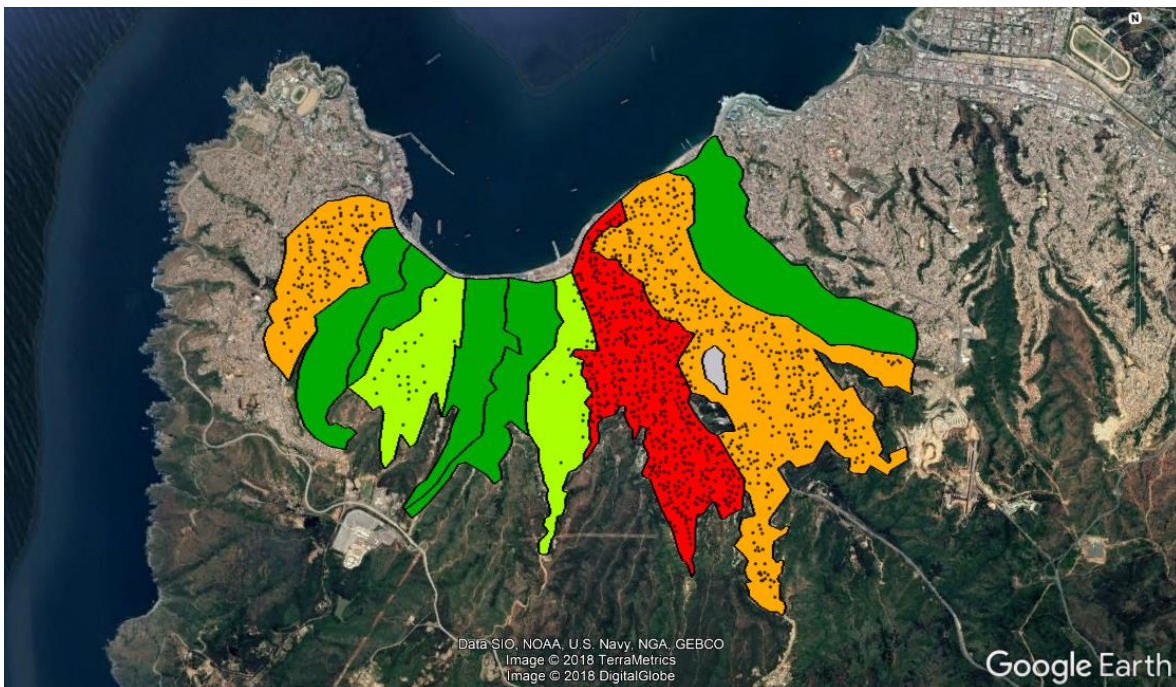 N
Data SIO, NOAA, U.S. Navy, NGA, GEBCO
Image © 2018 TerraMetrics
Image © 2018 DigitalGlobe
Google Earth